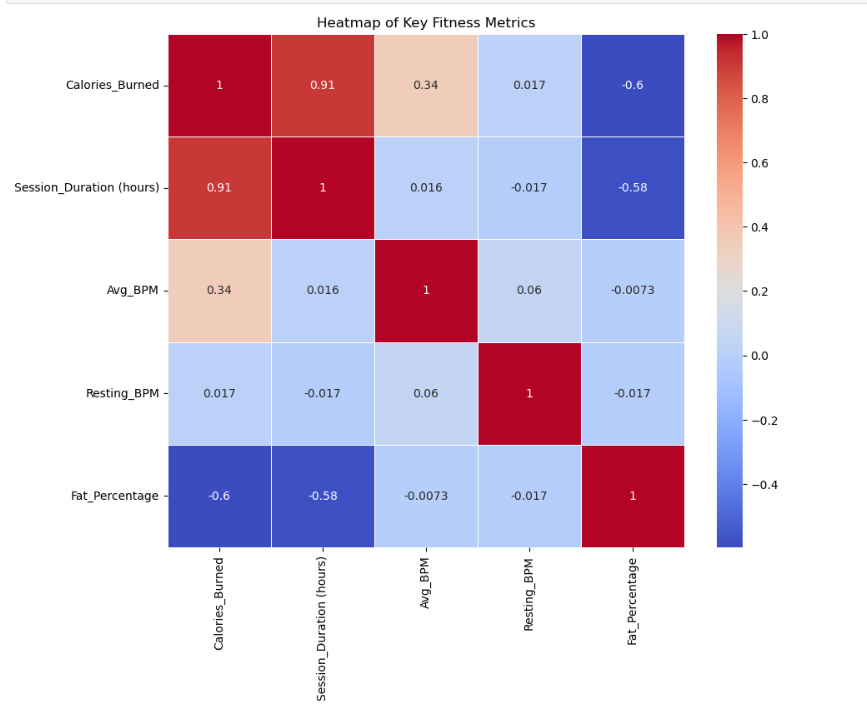 Heatmap of Key Fitness Metrics
Calories_Burned 1 0.91 0.34 0.017 -0.6
Session_Duration (hours) 0.91 1 0.016 -0.017 -0.58
Avg_BPM 0.34 0.016 1 0.06 -0.0073
Resting_BPM 0.017 -0.017 0.06 1 -0.017
Fat_Percentage -0.6 -0.58 -0.0073 -0.017 1
Calories_Burned
Session_Duration (hours)
Avg_BPM
Resting_BPM
Fat_Percentage
1.0
0.8
0.6
0.4
0.2
0.0
−0.2
−0.4